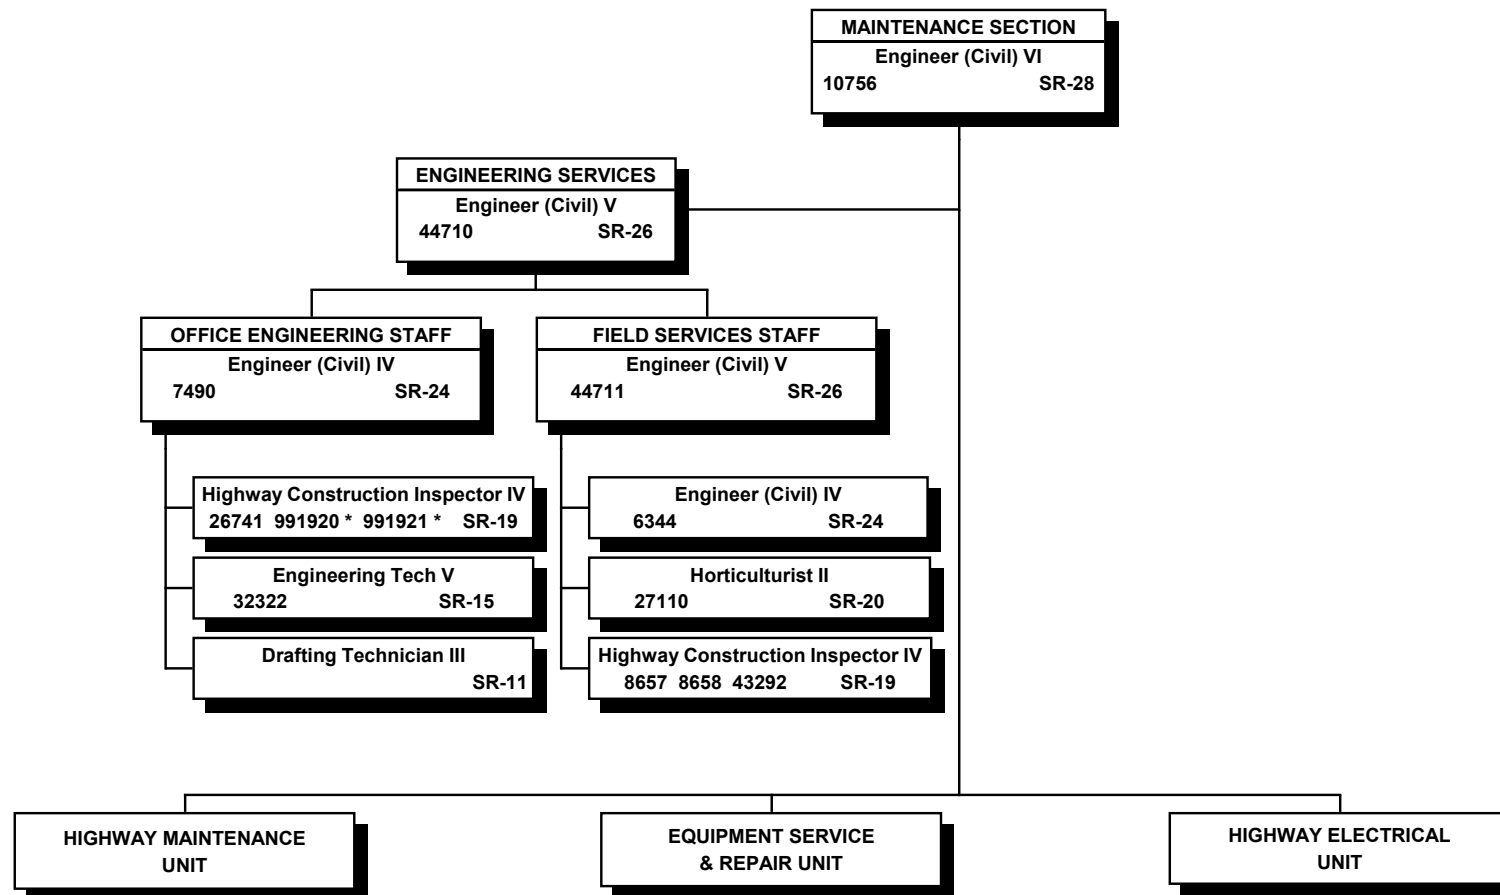 MAINTENANCE SECTION
Engineer (Civil) VI
10756 SR-28
ENGINEERING SERVICES
Engineer (Civil) V
44710 SR-26
OFFICE ENGINEERING STAFF
Engineer (Civil) IV
7490 SR-24
FIELD SERVICES STAFF
Engineer (Civil) V
44711 SR-26
Highway Construction Inspector IV
26741 991920 * 991921 * SR-19
Engineering Tech V
32322 SR-15
Drafting Technician III
SR-11
Engineer (Civil) IV
6344 SR-24
Horticulturist II
27110 SR-20
Highway Construction Inspector IV
8657 8658 43292 SR-19
HIGHWAY MAINTENANCE
UNIT
EQUIPMENT SERVICE
& REPAIR UNIT
HIGHWAY ELECTRICAL
UNIT